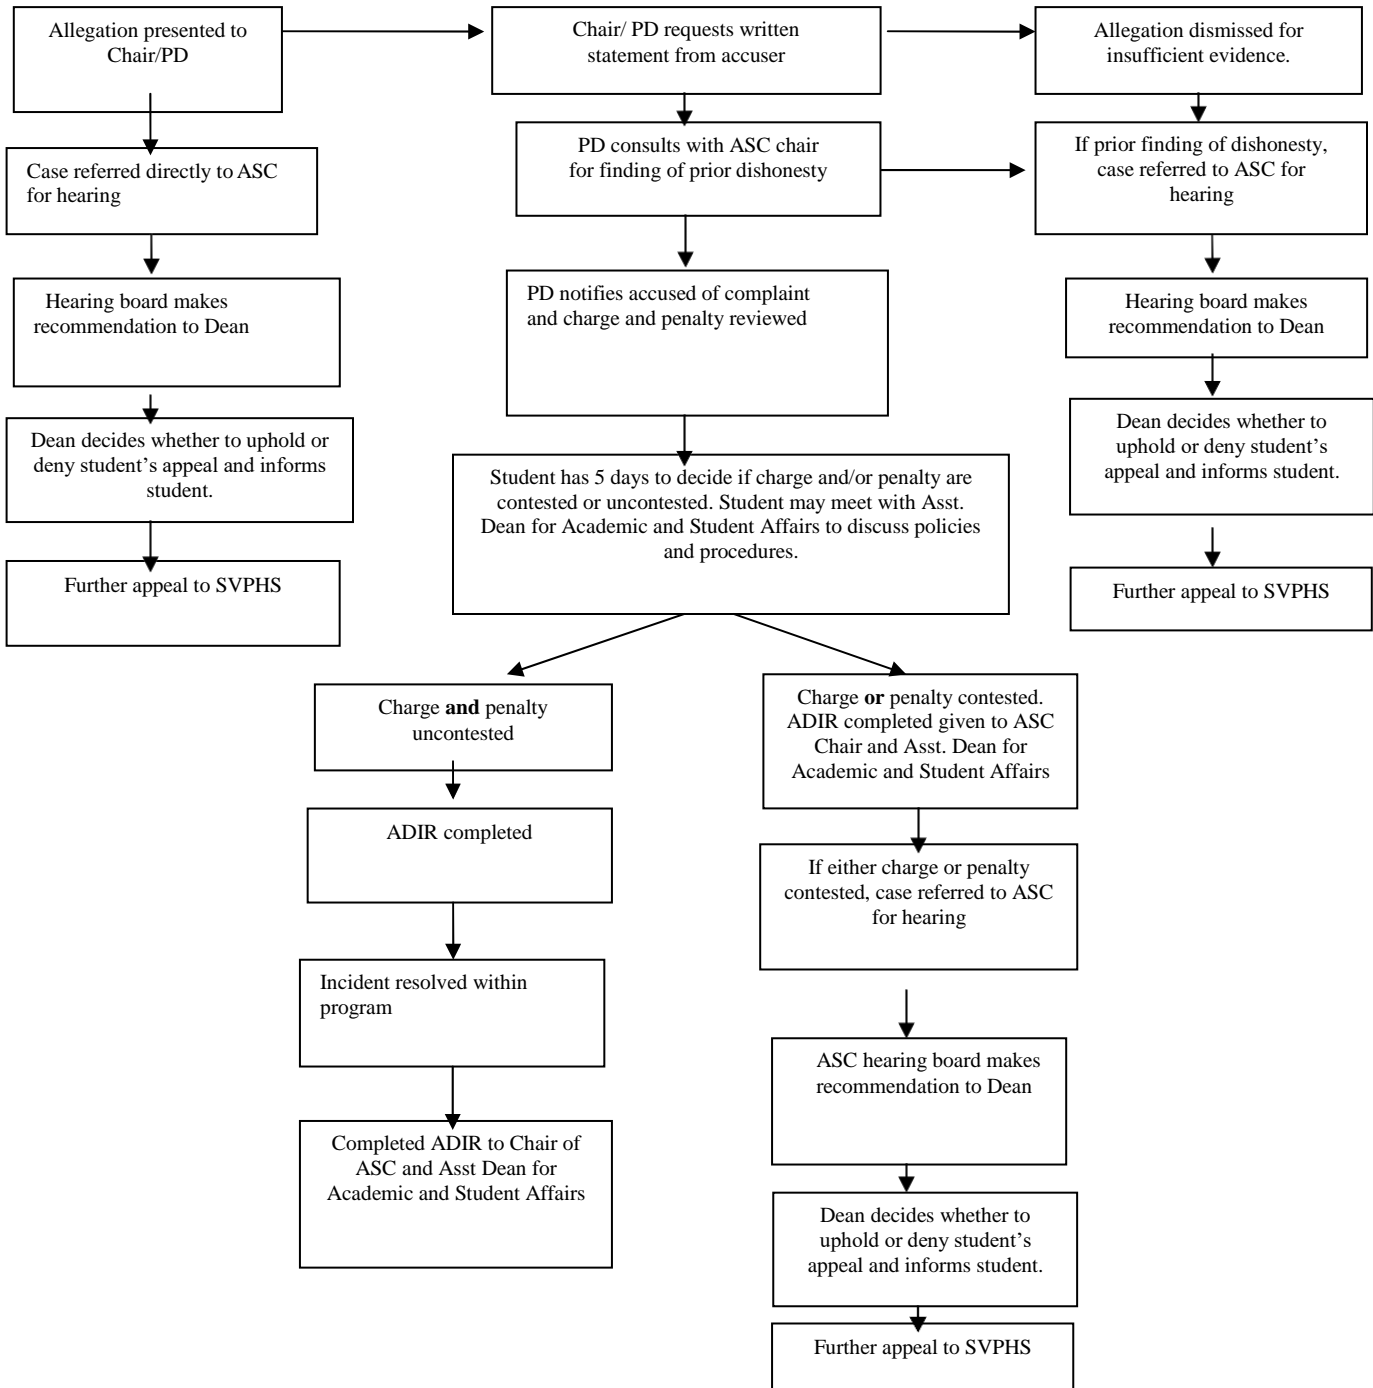 Allegation presented to
Chair/PD
Chair/ PD requests written
statement from accuser
Allegation dismissed for
insufficient evidence.
Case referred directly to ASC
for hearing
PD consults with ASC chair
for finding of prior dishonesty
If prior finding of dishonesty,
case referred to ASC for
hearing
Hearing board makes
recommendation to Dean
PD notifies accused of complaint
and charge and penalty reviewed
Hearing board makes
recommendation to Dean
Dean decides whether to uphold or
deny student’s appeal and informs
student.
Student has 5 days to decide if charge and/or penalty are
contested or uncontested. Student may meet with Asst.
Dean for Academic and Student Affairs to discuss policies
and procedures.
Dean decides whether to
uphold or deny student’s
appeal and informs student.
Further appeal to SVPHS
Further appeal to SVPHS
Charge and penalty
uncontested
Charge or penalty contested.
ADIR completed given to ASC
Chair and Asst. Dean for
Academic and Student Affairs
ADIR completed
If either charge or penalty
contested, case referred to ASC
for hearing
Incident resolved within
program
ASC hearing board makes
recommendation to Dean
Completed ADIR to Chair of
ASC and Asst Dean for
Academic and Student Affairs
Dean decides whether to
uphold or deny student’s
appeal and informs student.
Further appeal to SVPHS